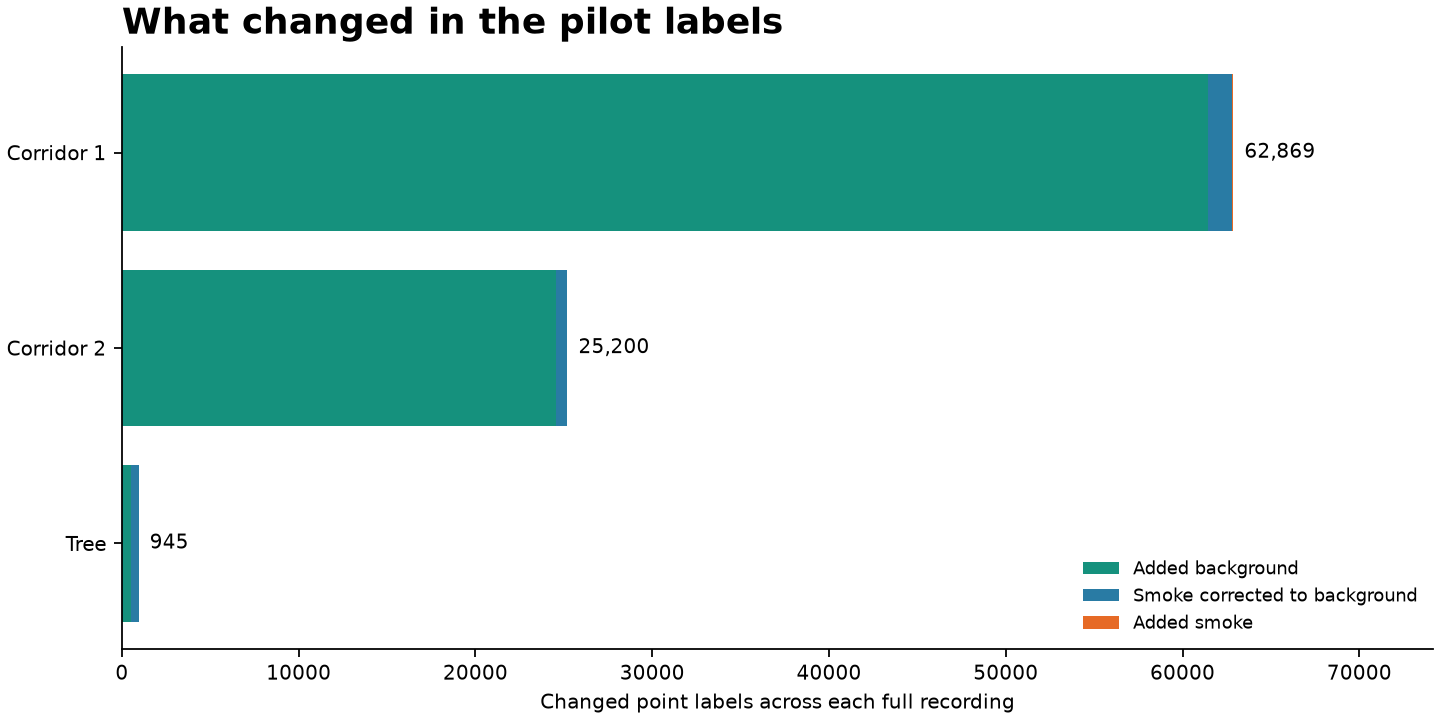 What changed in the pilot labels
Corridor 1
62,869
Corridor 2
25,200
Tree
945
Added background
Smoke corrected to background
Added smoke
0 10000 20000 30000 40000 50000 60000 70000
Changed point labels across each full recording